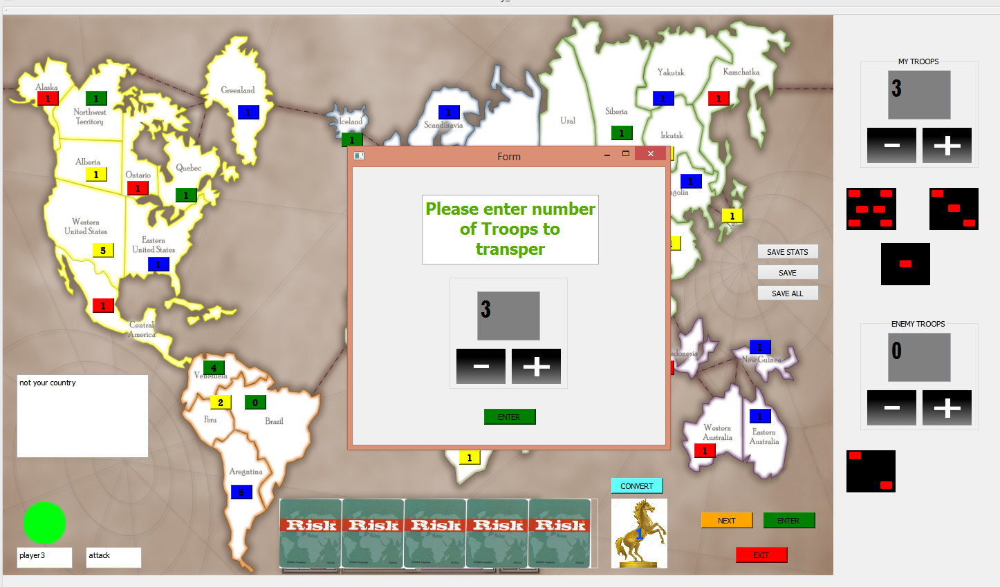 MY TROOPS
3
Alaska
1
1
Northwest
Territory
Greenland
1
Iceland
1
1
Scandinavia
Ural
Siberia
1
Yakutsk
1
Kamchatka
1
Irkutsk
Alberta
1
Ontario
1
Quebec
1
Form
1
Western
United States
5
Eastern
United States
1
1
Please enter number
of Troops to
transper
SAVE STATS
SAVE
SAVE ALL
3
1
Central
America
ENEMY TROOPS
0
1
New Guinea
4
Venezuela
not your country
2
0
Peru
Brazil
ENTER
1
Western
Australia
Eastern
Australia
1
1
Aregntina
5
CONVERT
Risk
Risk
Risk
Risk
Risk
1
NEXT
ENTER
player3
attack
EXIT